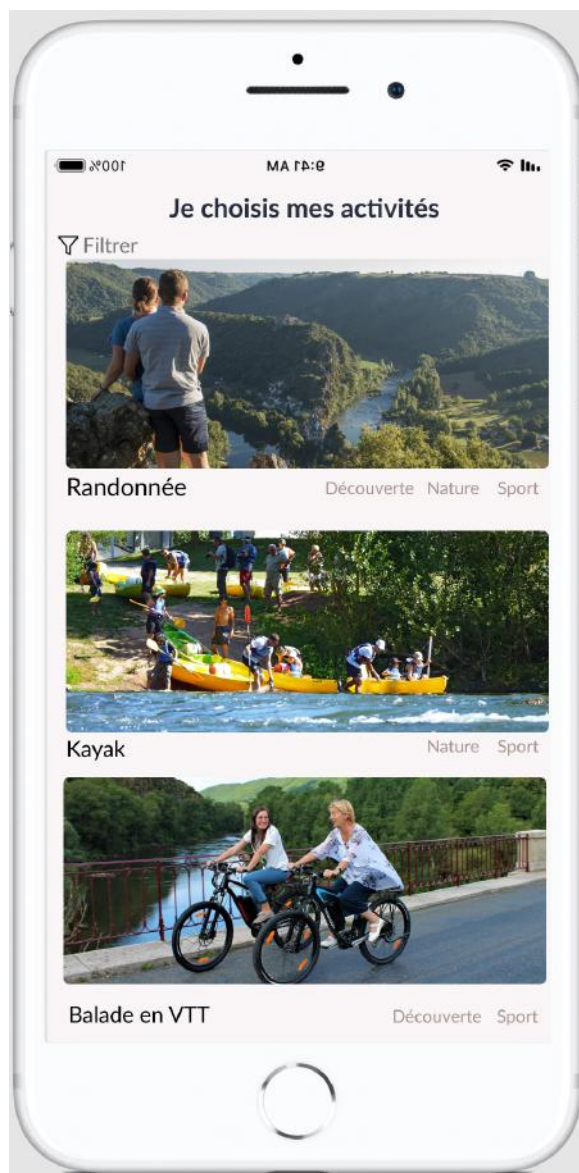 100% 9:41 AM
Je choisis mes activités
Filtrer
Randonnée Découverte Nature Sport
Kayak Nature Sport
Balade en VTT Découverte Sport